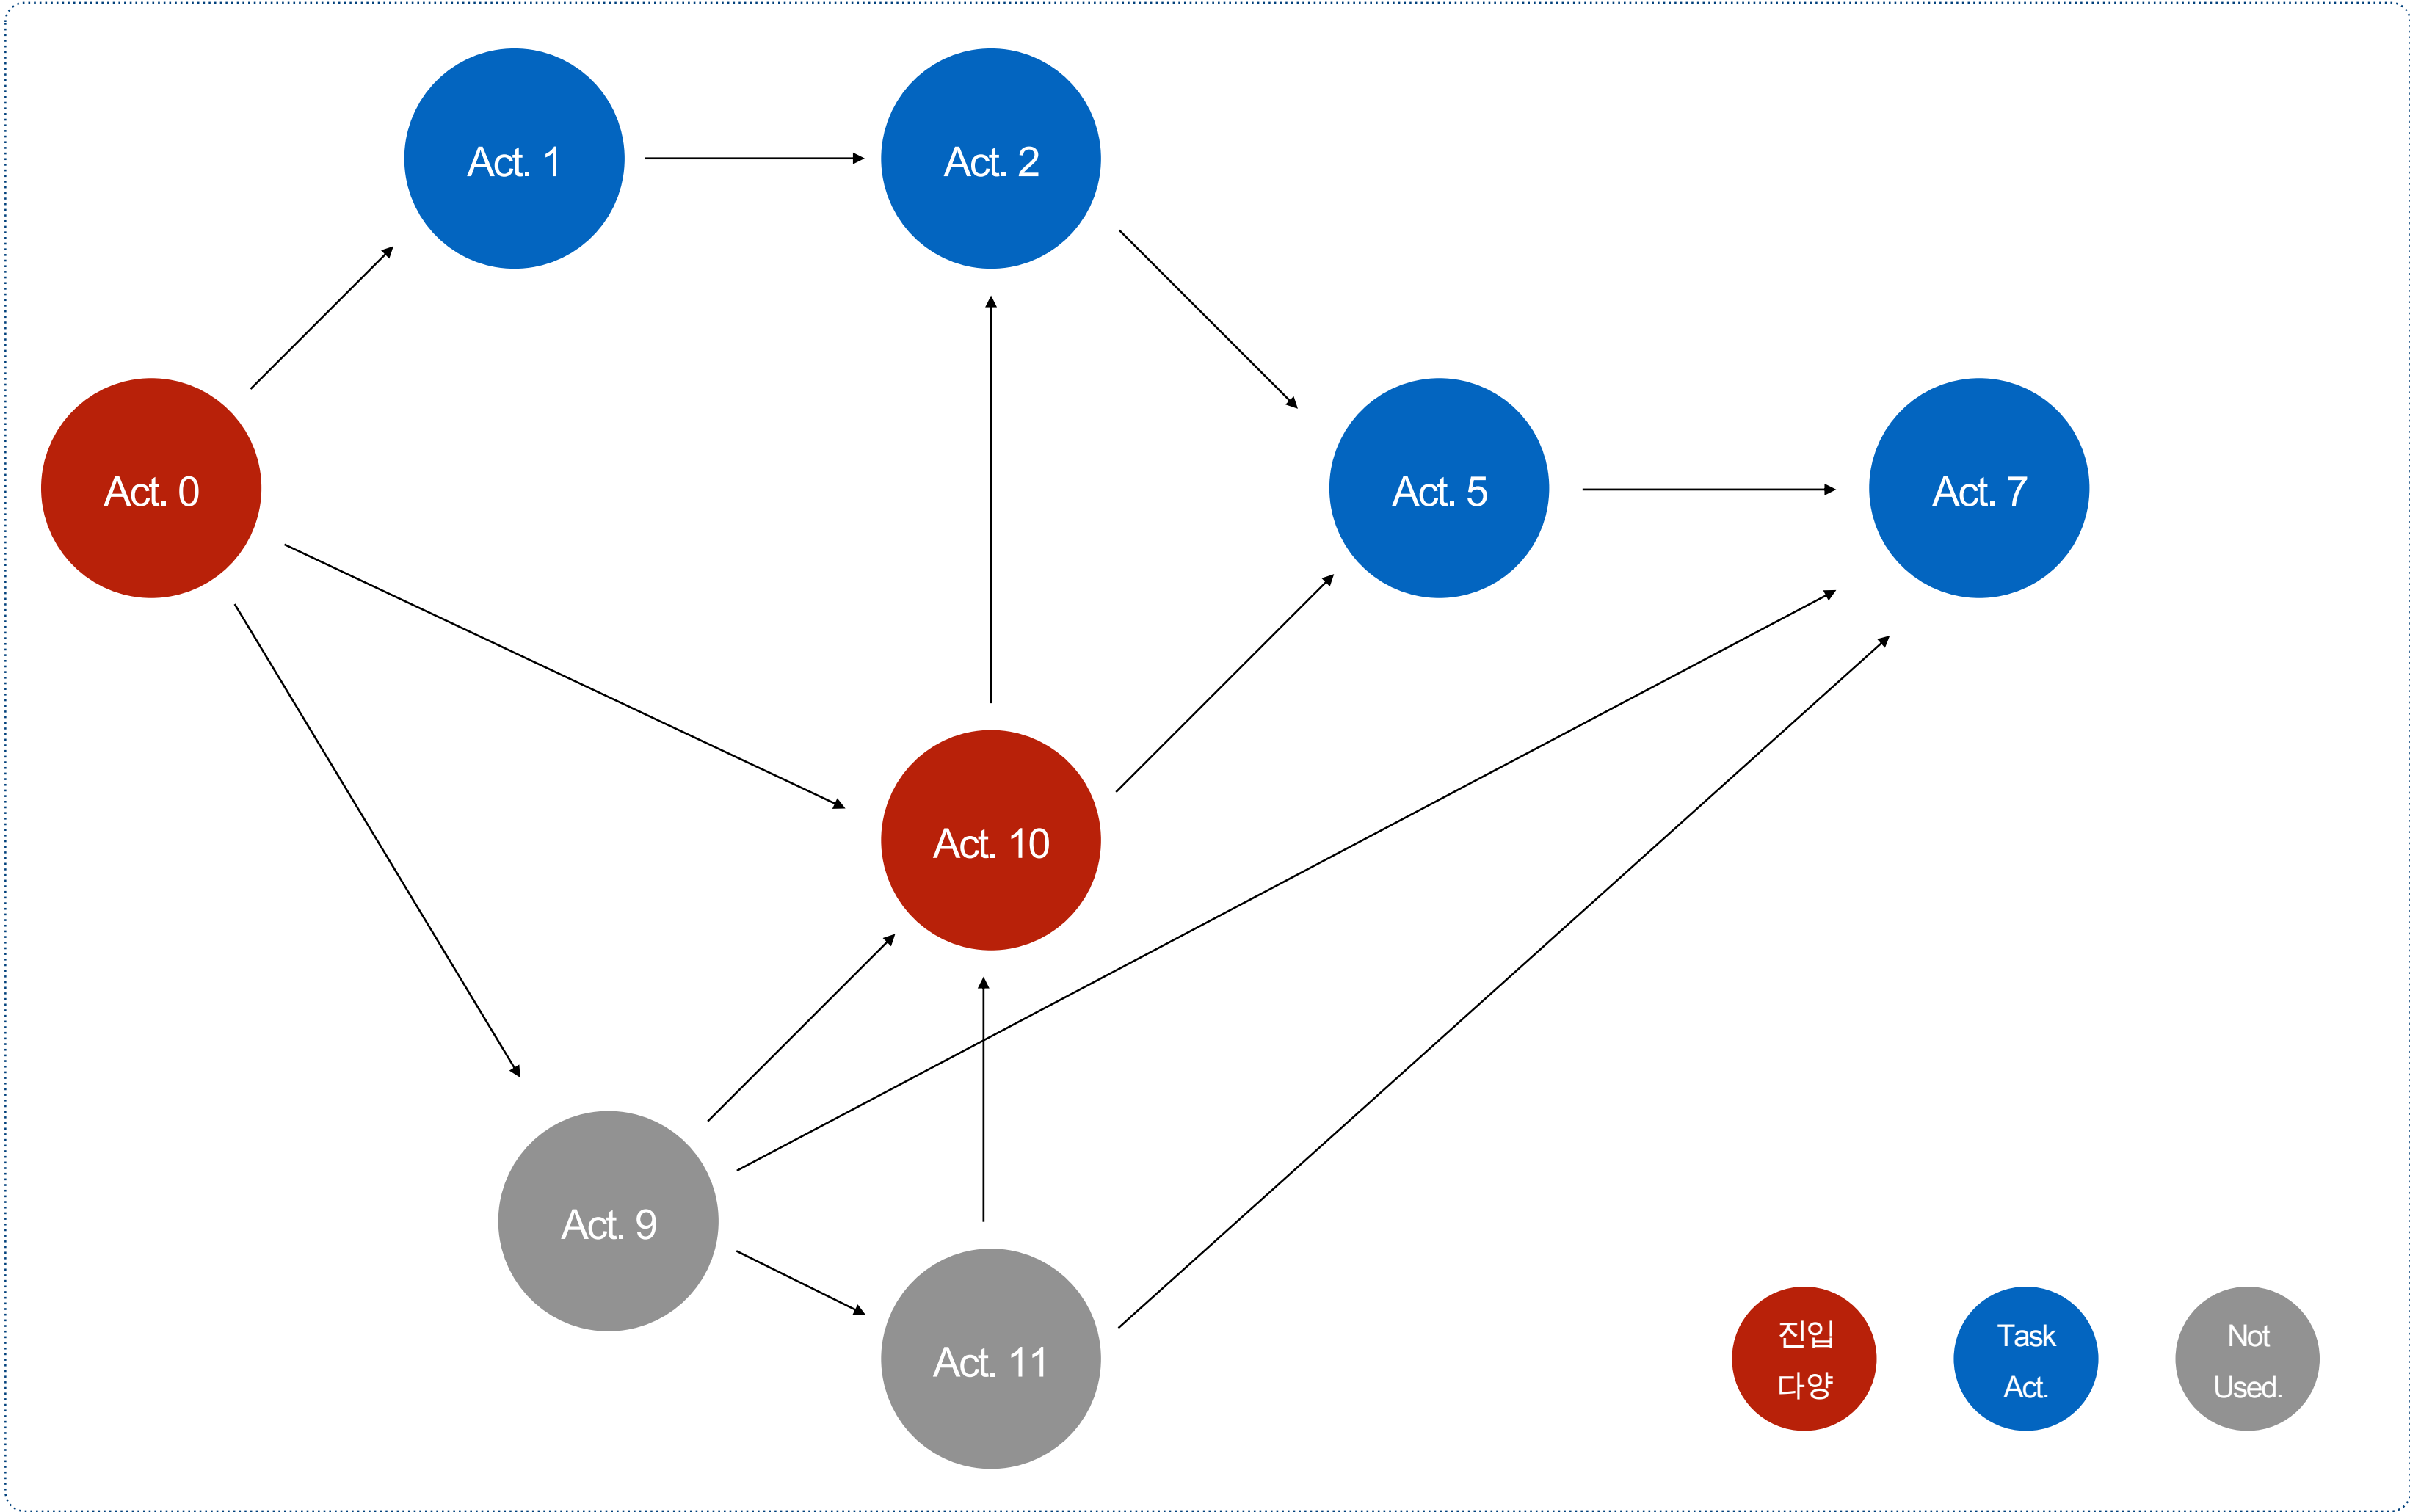 Act. 1
Act. 2
Act. 0
Act. 5
Act. 7
Act. 10
Act. 9
Act. 11
진입
다양
Task
Act.
Not
Used.